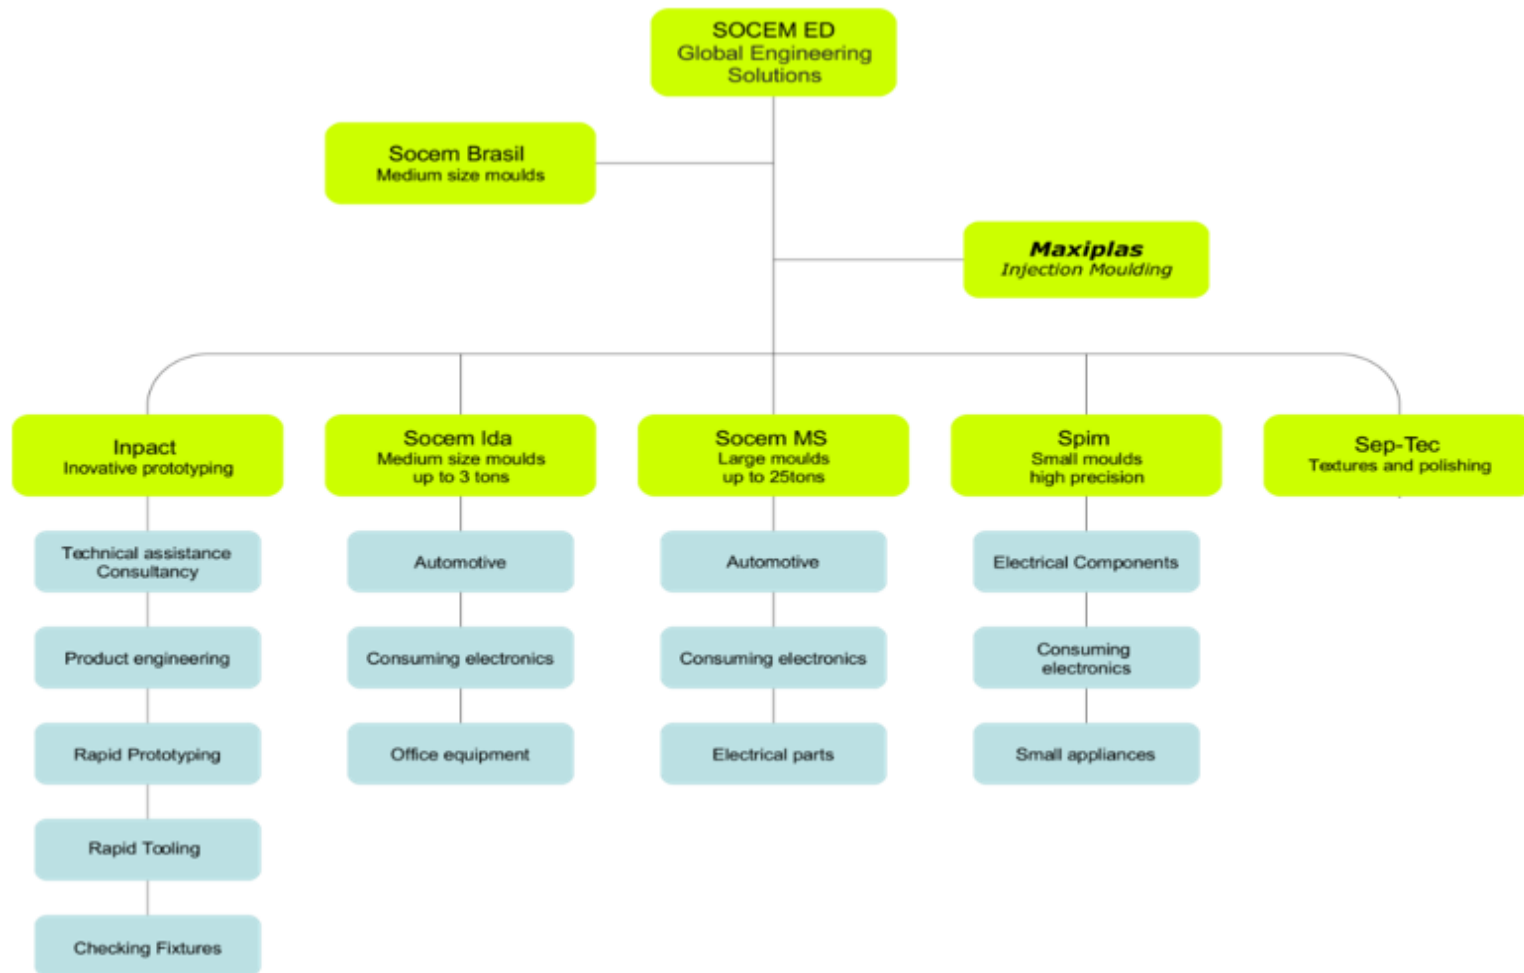 SOCEM ED
Global Engineering
Solutions
Socem Brasil
Medium size moulds
Maxiplas
Injection Moulding
Inpact
Inovative prototyping
Socem lda
Medium size moulds
up to 3 tons
Socem MS
Large moulds
up to 25tons
Spim
Small moulds
high precision
Sep-Tec
Textures and polishing
Technical assistance
Consultancy
Product engineering
Rapid Prototyping
Rapid Tooling
Checking Fixtures
Automotive
Consuming electronics
Office equipment
Automotive
Consuming electronics
Electrical parts
Electrical Components
Consuming
electronics
Small appliances